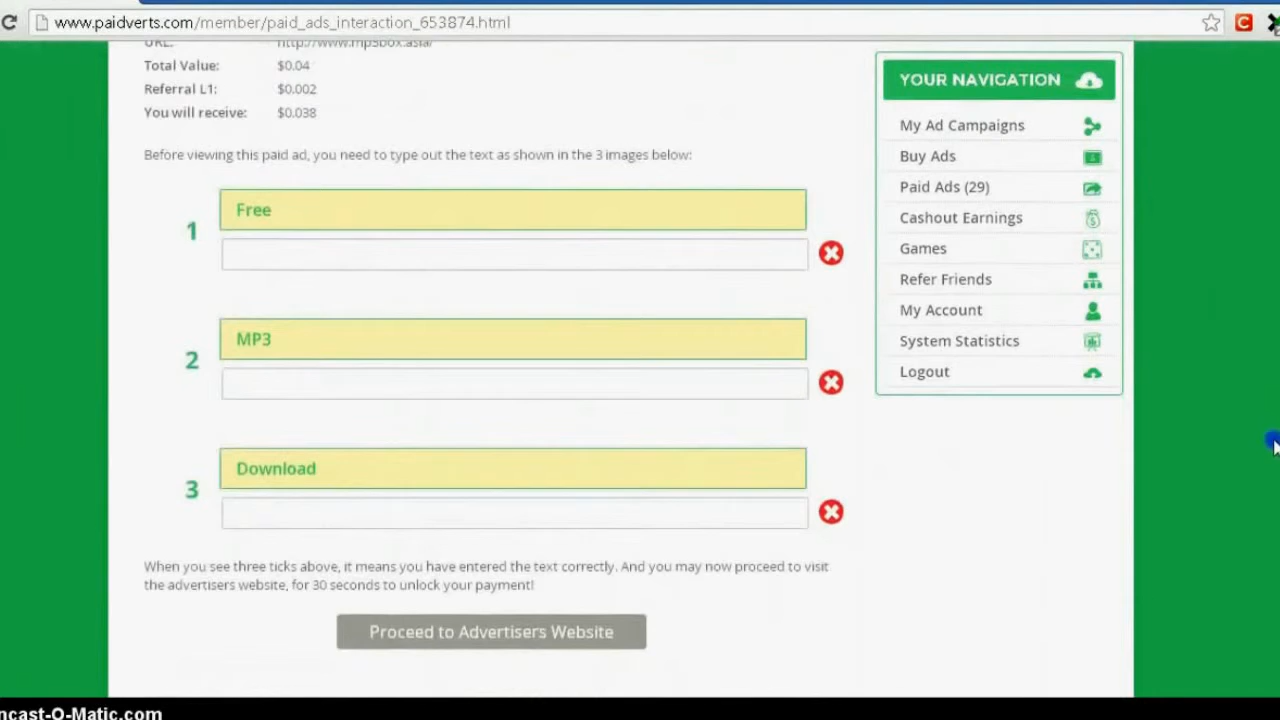 www.paidverts.com/member/paid_ads_interaction_653874.html
URL: http://www.mp3box.asia/
Total Value: $0.04
Referral L1: $0.002
You will receive: $0.038
Before viewing this paid ad, you need to type out the text as shown in the 3 images below:
1 Free
2 MP3
3 Download
When you see three ticks above, it means you have entered the text correctly. And you may now proceed to visit
the advertisers website, for 30 seconds to unlock your payment!
Proceed to Advertisers Website
YOUR NAVIGATION
My Ad Campaigns
Buy Ads
Paid Ads (29)
Cashout Earnings
Games
Refer Friends
My Account
System Statistics
Logout
ncast-O-Matic.com